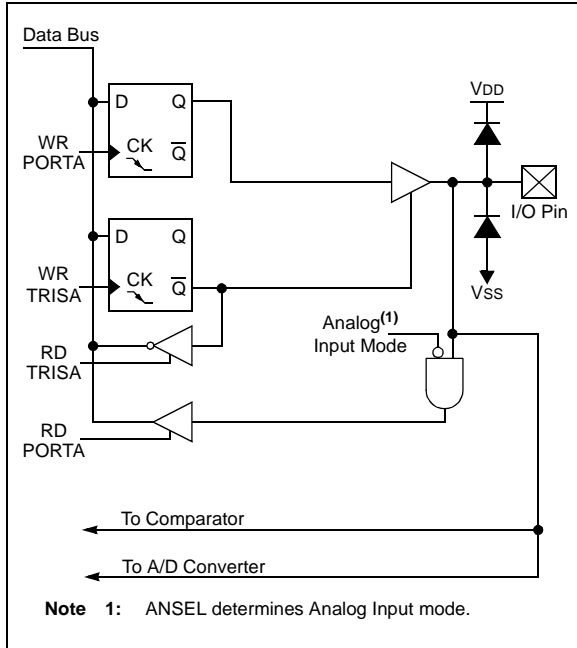 Data Bus
D Q
VDD
WR
PORTA
CK Q
I/O Pin
D Q
WR
TRISA
CK Q
VSS
Analog(1)
Input Mode
RD
TRISA
RD
PORTA
To Comparator
To A/D Converter
Note 1: ANSEL determines Analog Input mode.